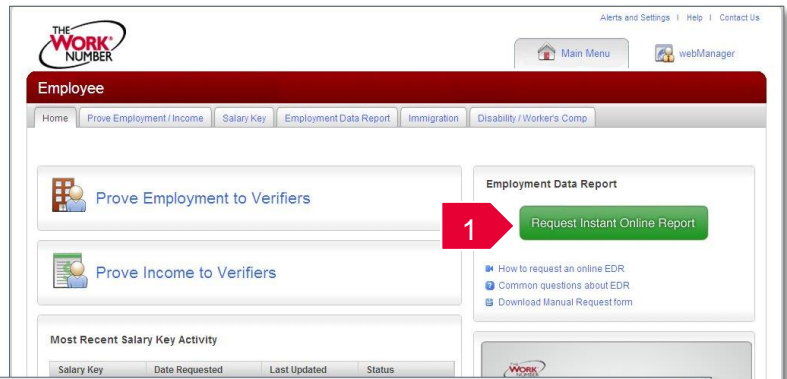 Alerts and Settings | Help | Contact Us
THE
WORK
NUMBER
Main Menu
webManager
Employee
Home
Prove Employment / Income
Salary Key
Employment Data Report
Immigration
Disability / Worker's Comp
Prove Employment to Verifiers
Prove Income to Verifiers
Most Recent Salary Key Activity
Salary Key Date Requested Last Updated Status
Employment Data Report
1
Request Instant Online Report
How to request an online EDR
Common questions about EDR
Download Manual Request form
THE
WORK
NUMBER